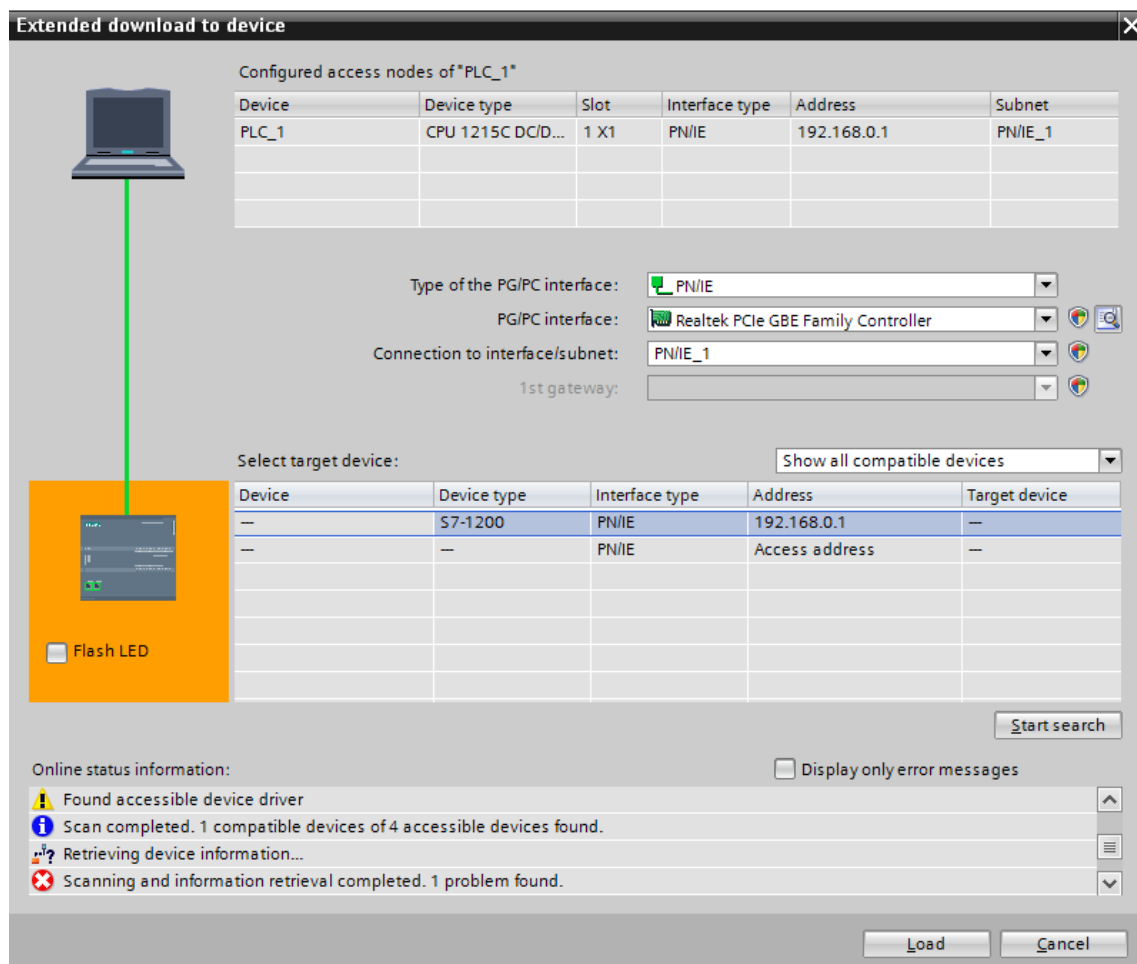 Extended download to device
Configured access nodes of "PLC_1"
Device Device type Slot Interface type Address Subnet
PLC_1 CPU 1215C DC/D... 1 X1 PN/IE 192.168.0.1 PN/IE_1
Type of the PG/PC interface: PN/IE
PG/PC interface: Realtek PCIe GBE Family Controller
Connection to interface/subnet: PN/IE_1
1st gateway:
Select target device: Show all compatible devices
Device Device type Interface type Address Target device
— S7-1200 PN/IE 192.168.0.1 —
— — PN/IE Access address —
Flash LED
Start search
Online status information: Display only error messages
Found accessible device driver
Scan completed. 1 compatible devices of 4 accessible devices found.
Retrieving device information...
Scanning and information retrieval completed. 1 problem found.
Load Cancel